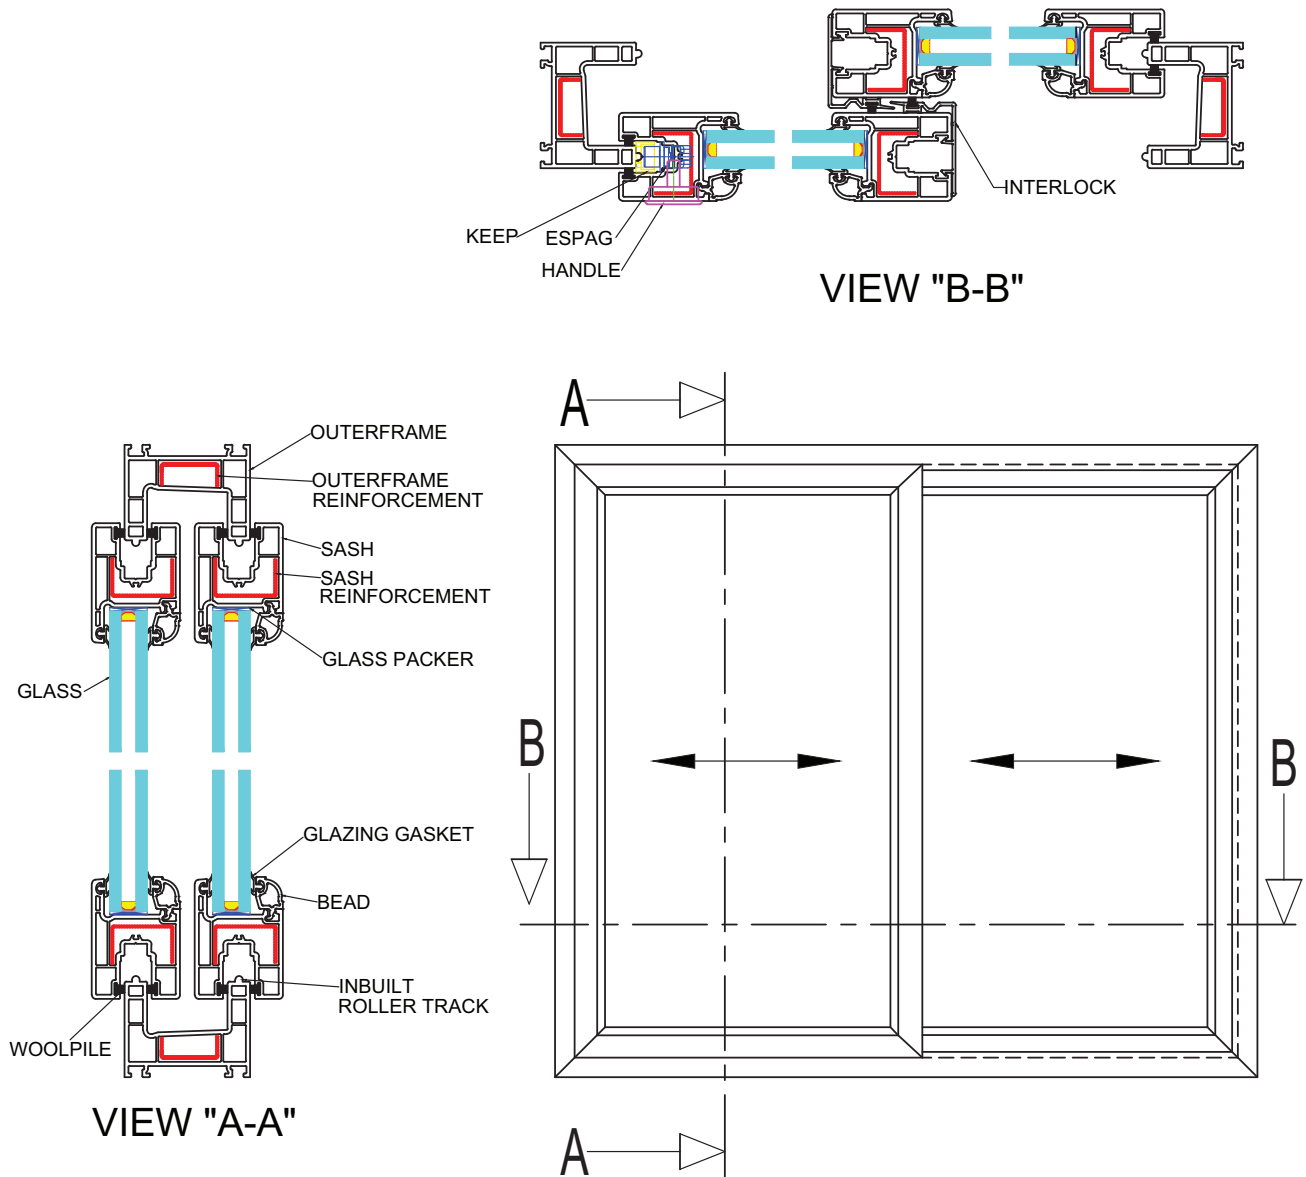 INTERLOCK
KEEP
ESPAG
HANDLE
VIEW "B-B"
A
OUTERFRAME
OUTERFRAME
REINFORCEMENT
SASH
SASH
REINFORCEMENT
GLASS PACKER
GLASS
B
B
GLAZING GASKET
BEAD
INBUILT
ROLLER TRACK
WOOLPILE
VIEW "A-A"
A